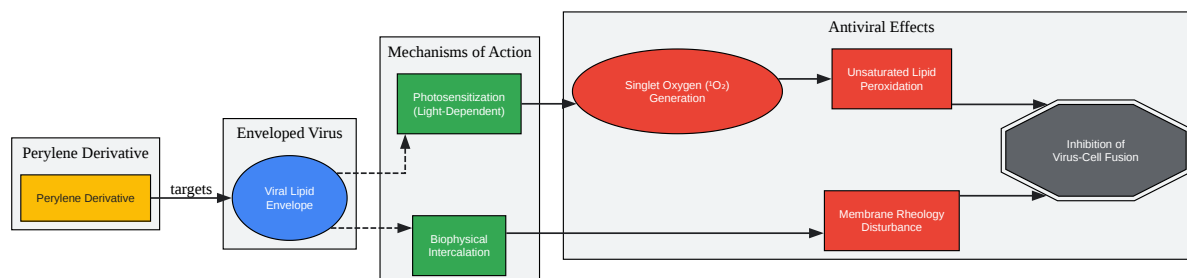 Perylene Derivative
Perylene Derivative
targets
Enveloped Virus
Viral Lipid
Envelope
Mechanisms of Action
Photosensitization
(Light-Dependent)
Biophysical
Intercalation
Antiviral Effects
Singlet Oxygen (¹O₂)
Generation
Unsaturated Lipid
Peroxidation
Membrane Rheology
Disturbance
Inhibition of
Virus-Cell Fusion